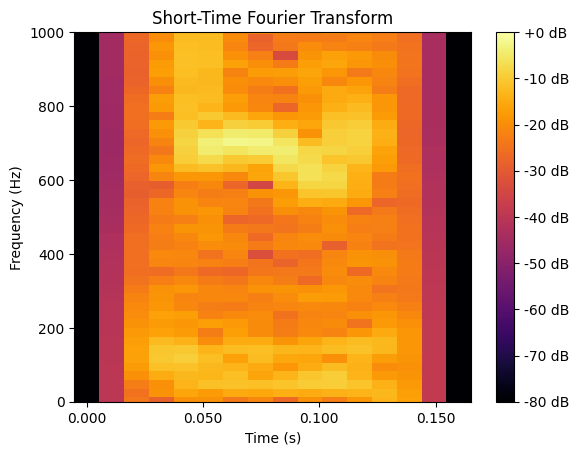 Short-Time Fourier Transform
1000
800
600
400
200
0
Frequency (Hz)
0.000
0.050
0.100
0.150
Time (s)
+0 dB
-10 dB
-20 dB
-30 dB
-40 dB
-50 dB
-60 dB
-70 dB
-80 dB